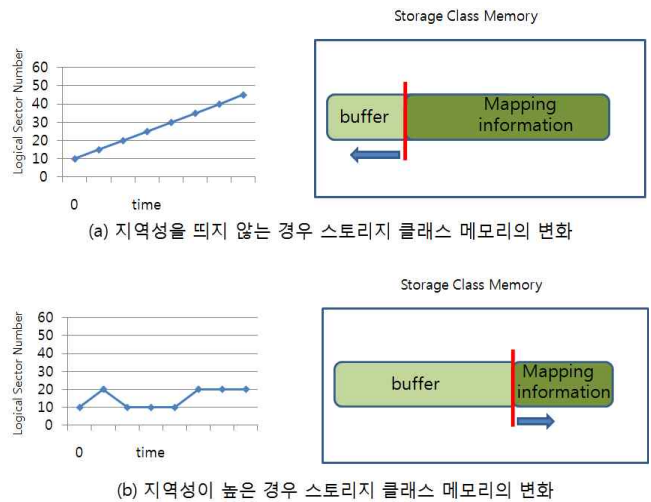 Storage Class Memory
Logical Sector Number
60
50
40
30
20
10
0
0 time
buffer
Mapping
information
(a) 지역성을 띄지 않는 경우 스토리지 클래스 메모리의 변화
Storage Class Memory
Logical Sector Number
60
50
40
30
20
10
0
0 time
buffer
Mapping
information
(b) 지역성이 높은 경우 스토리지 클래스 메모리의 변화